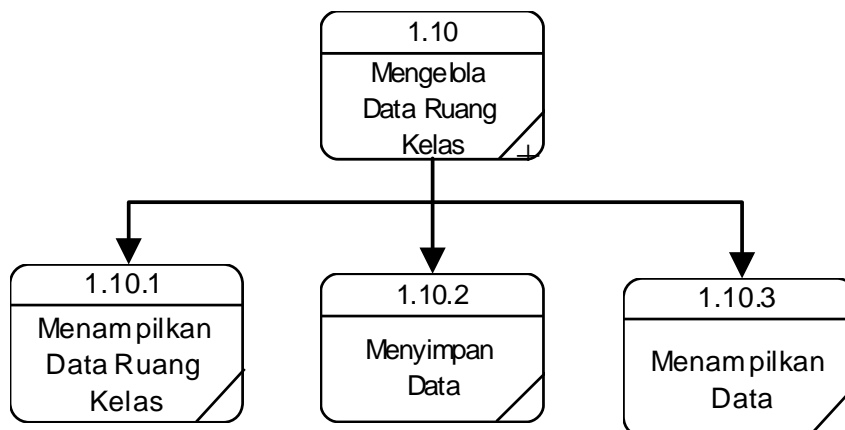 1.10
Mengelola
Data Ruang
Kelas
1.10.1
Menampilkan
Data Ruang
Kelas
1.10.2
Menyimpan
Data
1.10.3
Menampilkan
Data